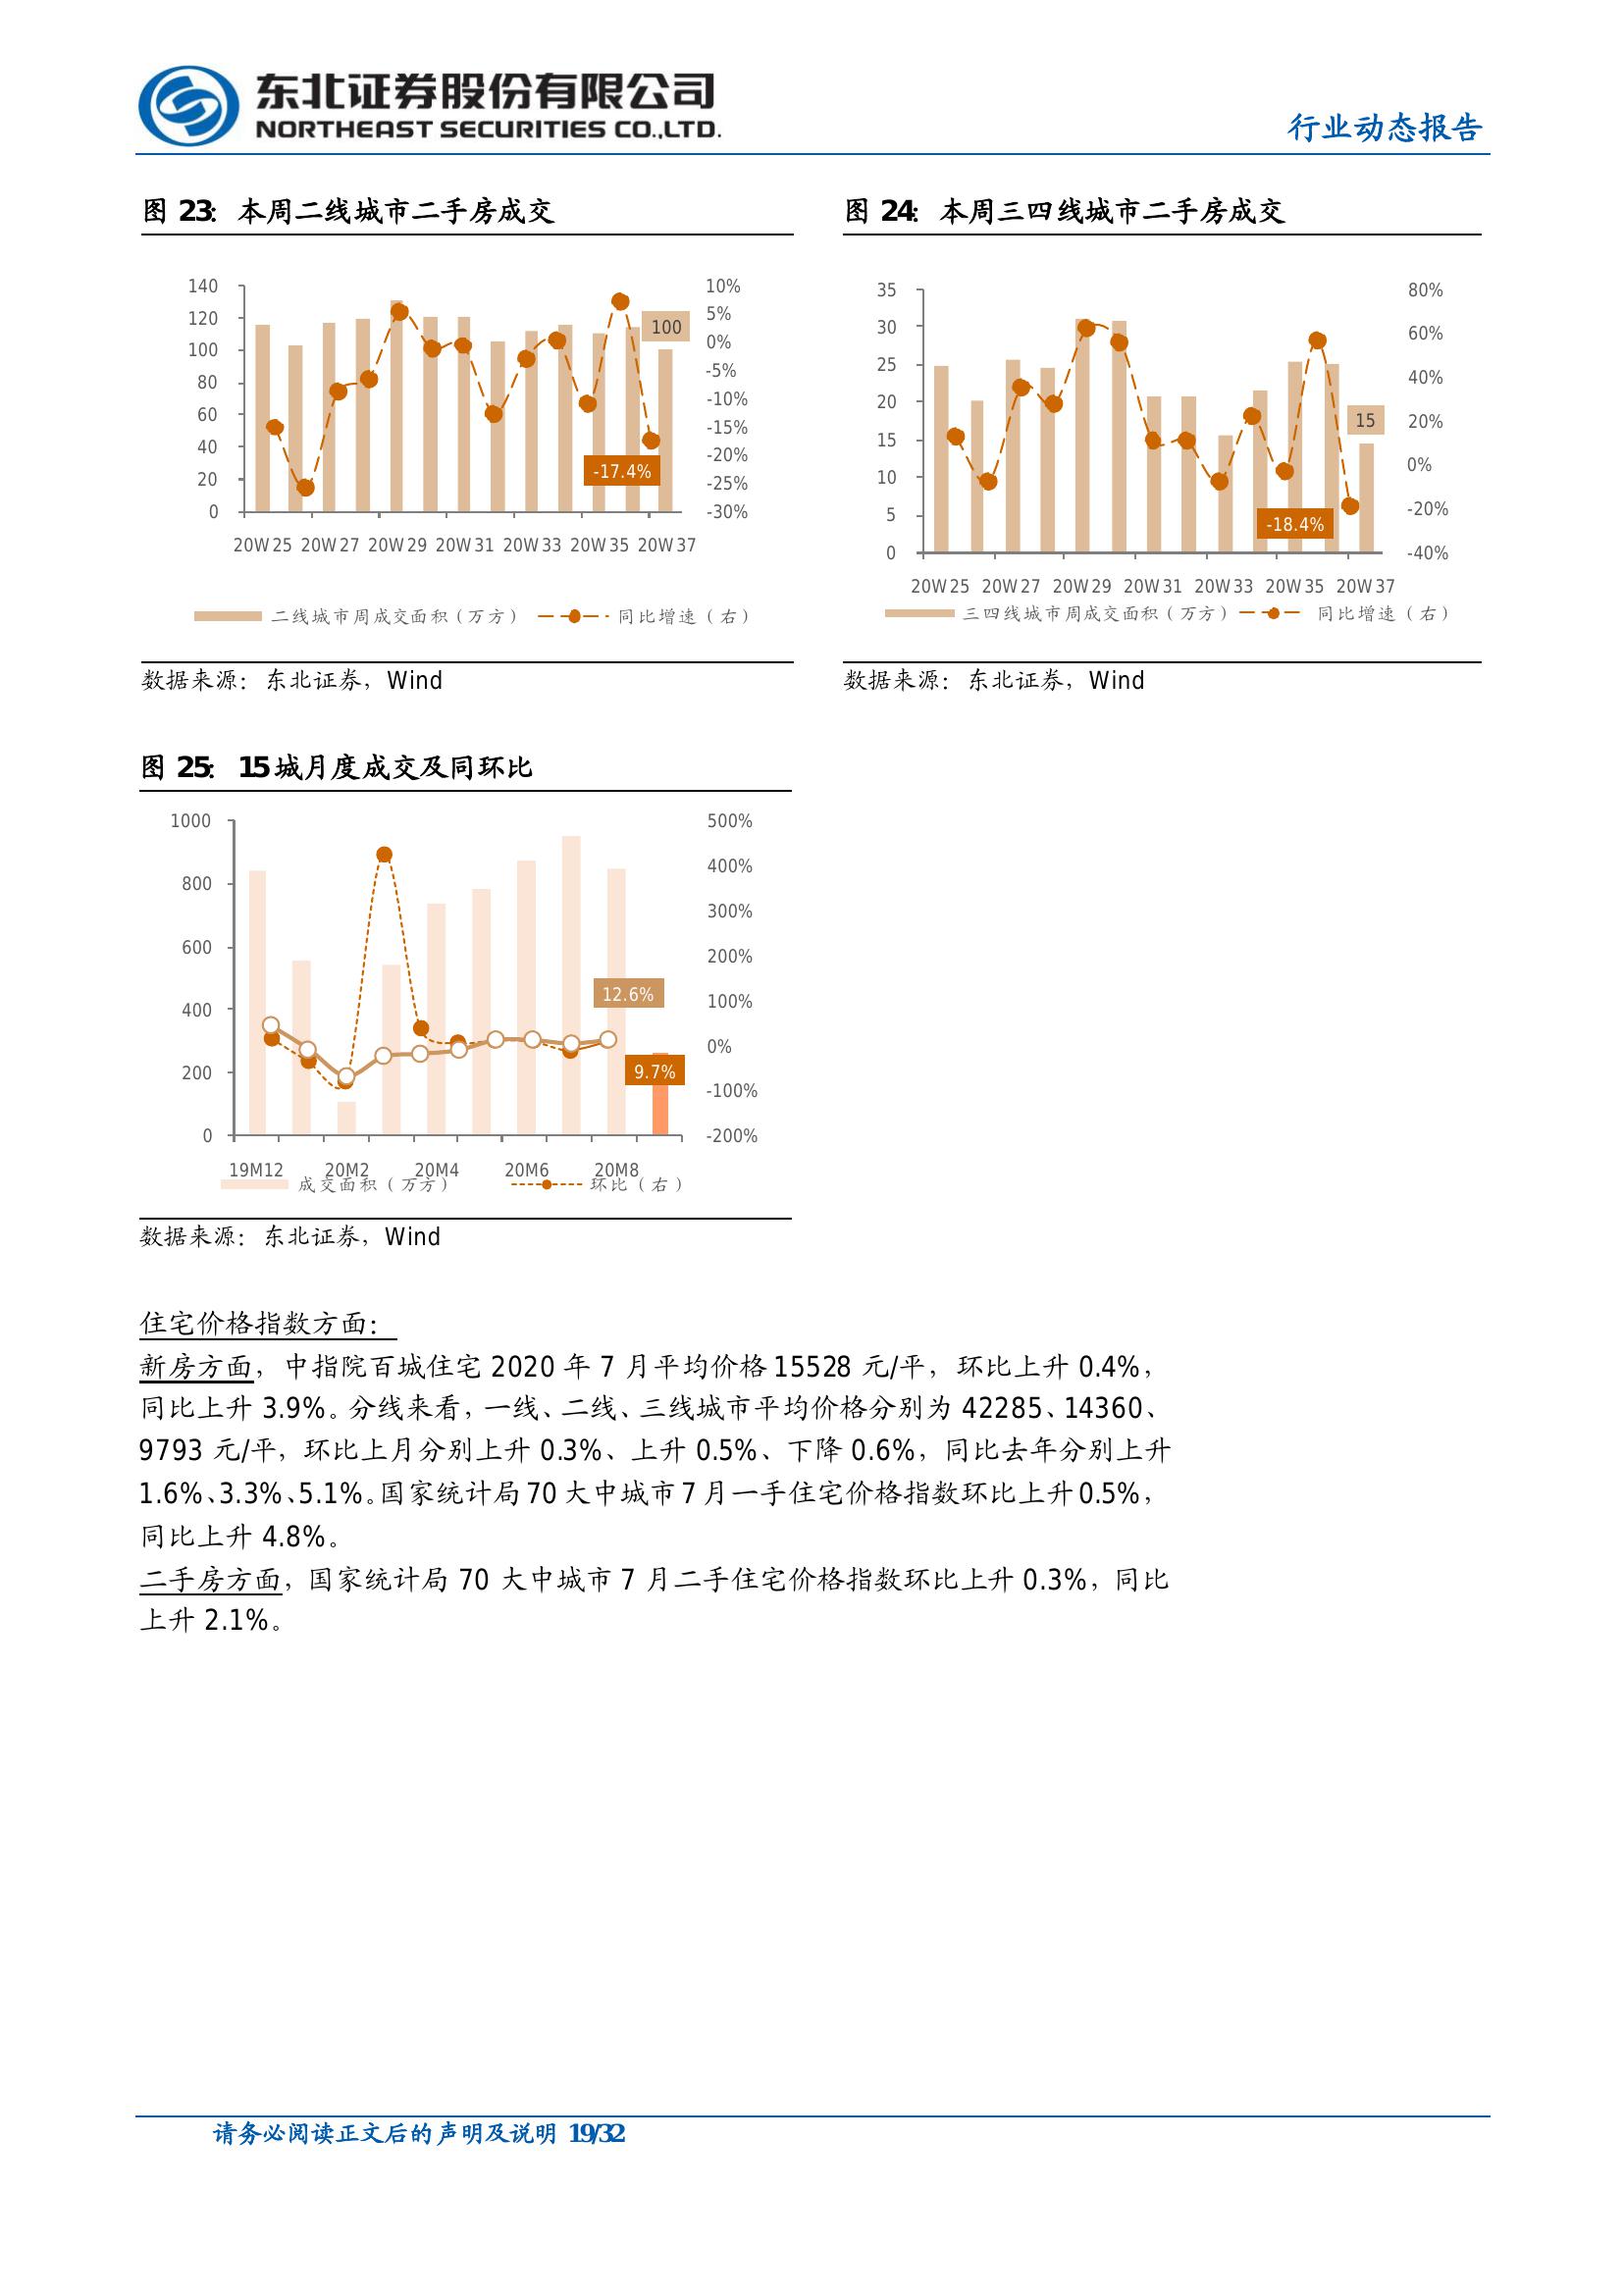 东北证券股份有限公司
NORTHEAST SECURITIES CO.,LTD.
行业动态报告
图 23: 本周二线城市二手房成交
140
120
100
80
60
40
20
0
10%
5%
0%
-5%
-10%
-15%
-20%
-25%
-30%
100
-17.4%
20W25 20W27 20W29 20W31 20W33 20W35 20W37
二线城市周成交面积（万方） 同比增速（右）
数据来源：东北证券，Wind
图 24: 本周三四线城市二手房成交
35
30
25
20
15
10
5
0
80%
60%
40%
20%
0%
-20%
-40%
15
-18.4%
20W25 20W27 20W29 20W31 20W33 20W35 20W37
三四线城市周成交面积（万方） 同比增速（右）
数据来源：东北证券，Wind
图 25: 15 城月度成交及同环比
1000
800
600
400
200
0
500%
400%
300%
200%
100%
0%
-100%
-200%
12.6%
9.7%
19M12 20M2 20M4 20M6 20M8
成交面积（万方） 环比（右）
数据来源：东北证券，Wind
住宅价格指数方面：
新房方面，中指院百城住宅 2020 年 7 月平均价格 15528 元/平，环比上升 0.4%，
同比上升 3.9%。分线来看，一线、二线、三线城市平均价格分别为 42285、14360、
9793 元/平，环比上月分别上升 0.3%、上升 0.5%、下降 0.6%，同比去年分别上升
1.6%、3.3%、5.1%。国家统计局 70 大中城市 7 月一手住宅价格指数环比上升 0.5%，
同比上升 4.8%。
二手房方面，国家统计局 70 大中城市 7 月二手住宅价格指数环比上升 0.3%，同比
上升 2.1%。
请务必阅读正文后的声明及说明 19/32